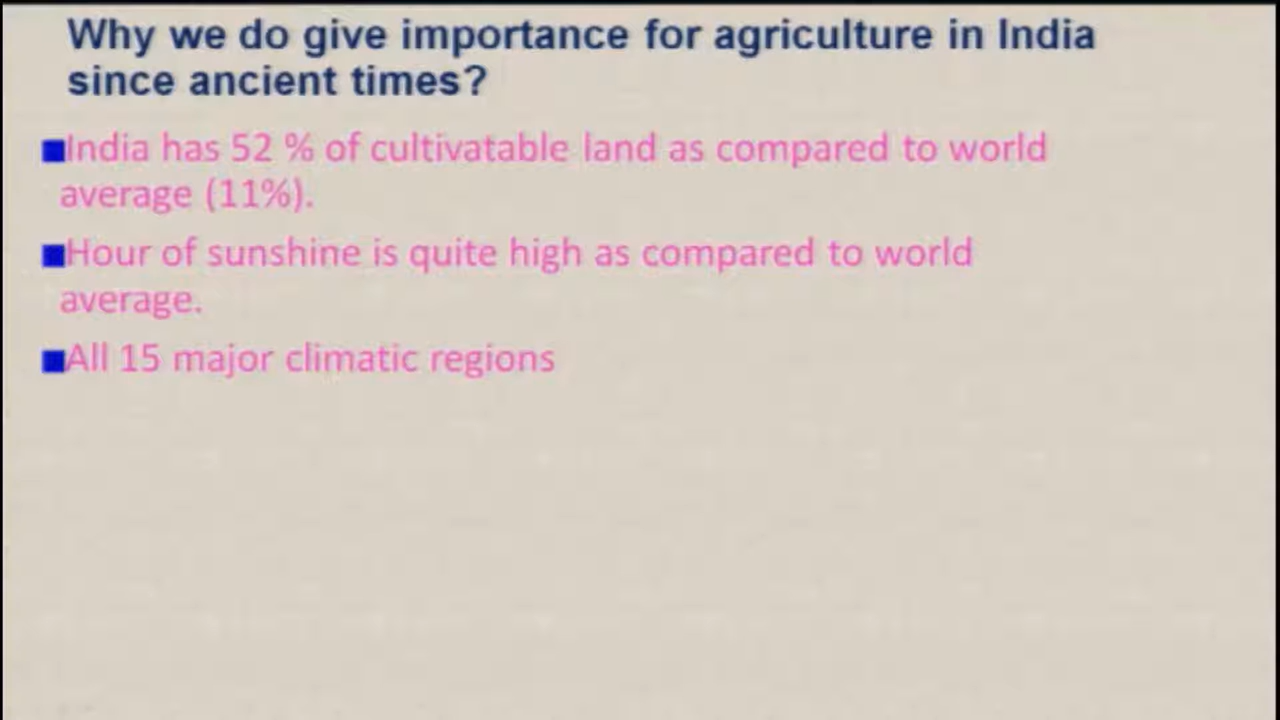 Why we do give importance for agriculture in India
since ancient times?
India has 52 % of cultivatable land as compared to world
average (11%).
Hour of sunshine is quite high as compared to world
average.
All 15 major climatic regions